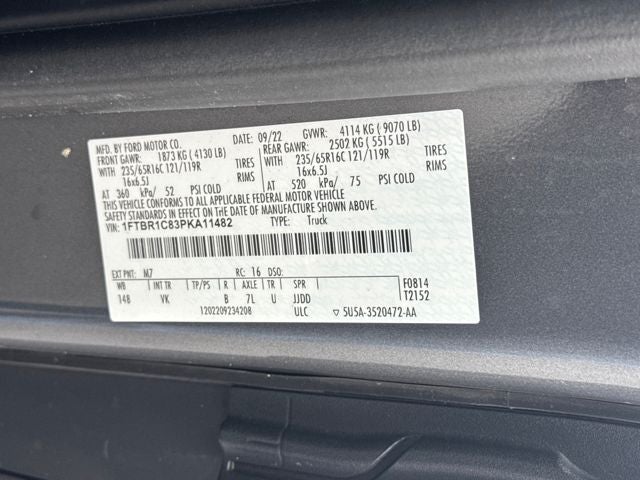 MFD. BY FORD MOTOR CO. DATE: 09/22 GVWR: 4114 KG ( 9070 LB)
FRONT GAWR: 1873 KG ( 4130 LB) REAR GAWR: 2502 KG ( 5515 LB)
WITH 235/65R16C 121/119R TIRES WITH 235/65R16C 121/119R TIRES
16x6.5J RIMS 16x6.5J RIMS
AT 360 kPa/ 52 PSI COLD AT 520 kPa/ 75 PSI COLD
THIS VEHICLE CONFORMS TO ALL APPLICABLE FEDERAL MOTOR VEHICLE
SAFETY STANDARDS IN EFFECT ON THE DATE OF MANUFACTURE SHOWN ABOVE.
VIN: 1FTBR1C83PKA11482 TYPE: Truck
EXT PNT: M7 RC: 16 DSO:
WB INT TR TP/PS R AXLE TR SPR F0814
148 VK B 7L U JJDD T2152
1202209234208 ULC ▽ 5U5A-3520472-AA